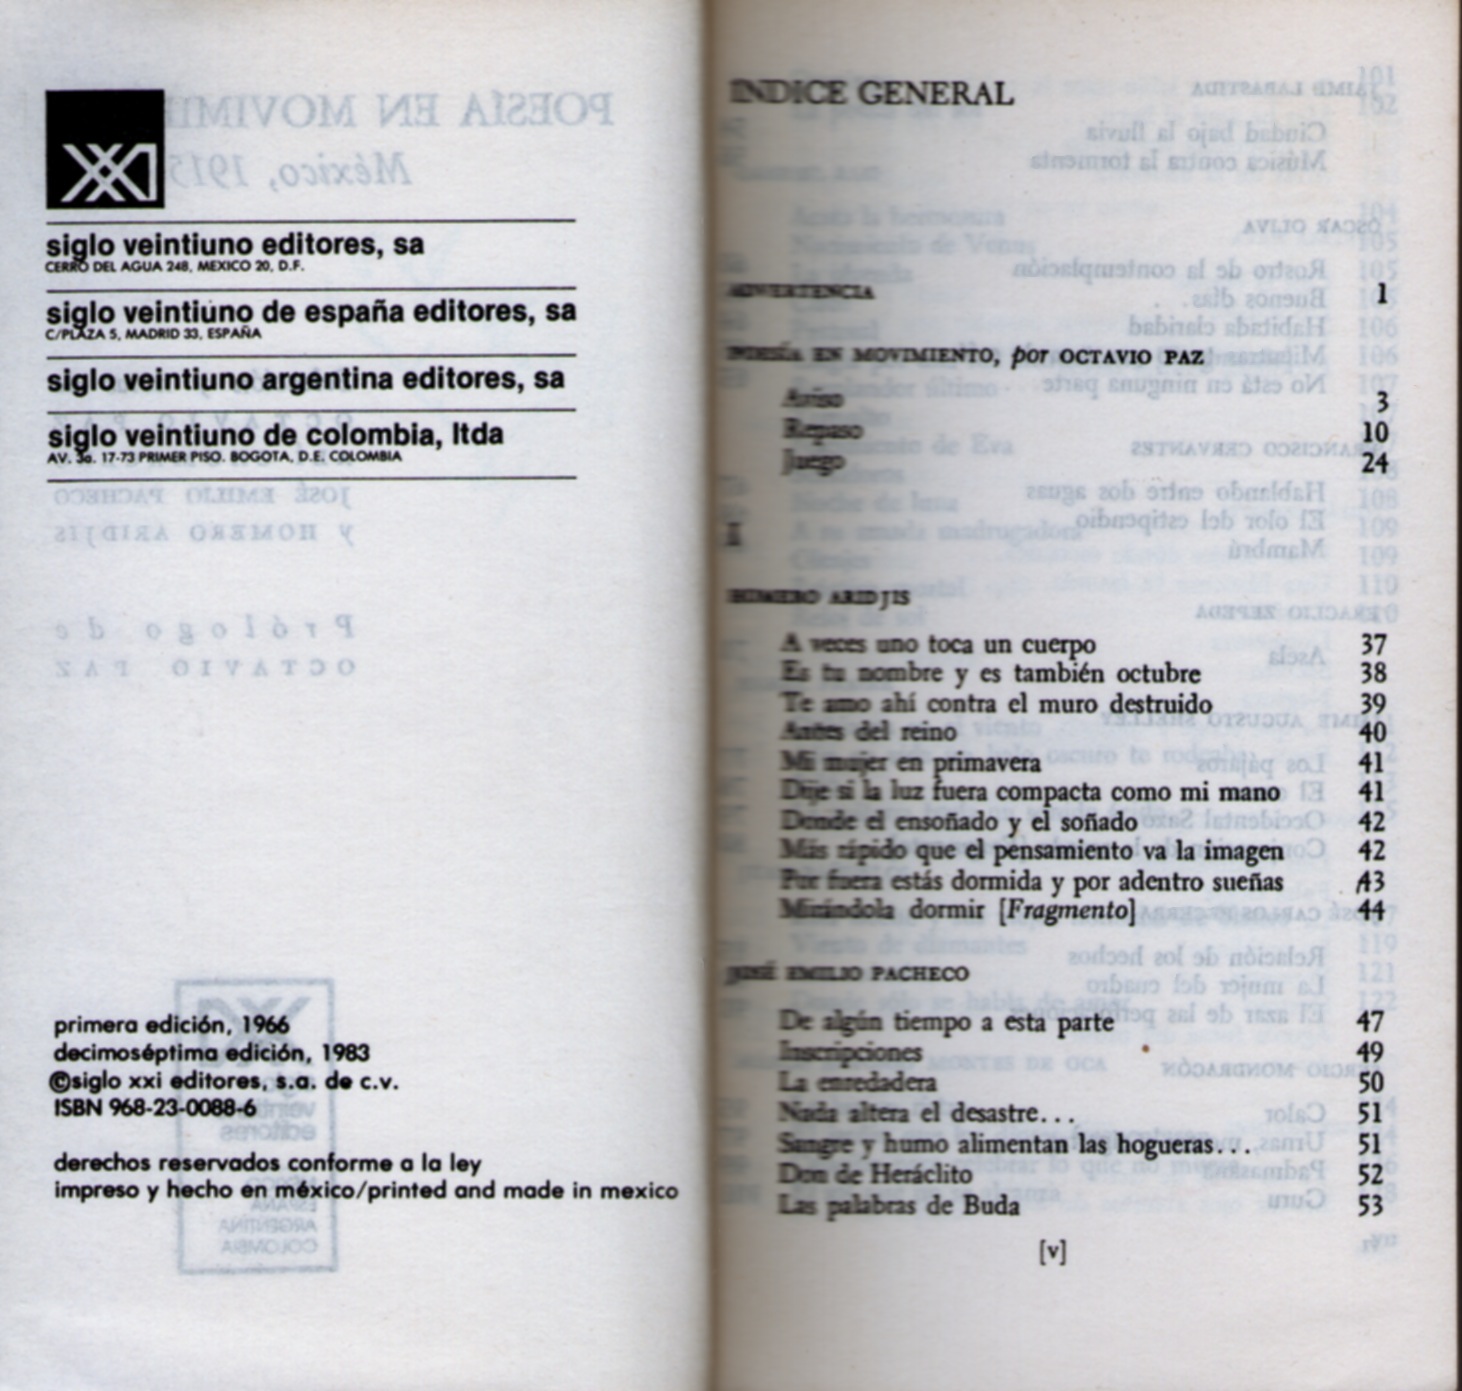 XXI
siglo veintiuno editores, sa
CERRO DEL AGUA 248, MEXICO 20, D.F.
siglo veintiuno de españa editores, sa
C/PLAZA 5, MADRID 33, ESPAÑA
siglo veintiuno argentina editores, sa
siglo veintiuno de colombia, ltda
AV. 3a. 17-73 PRIMER PISO. BOGOTA, D.E. COLOMBIA
primera edición, 1966
decimoséptima edición, 1983
©siglo xxi editores, s.a. de c.v.
ISBN 968-23-0088-6
derechos reservados conforme a la ley
impreso y hecho en méxico/printed and made in mexico
INDICE GENERAL
ADVERTENCIA 1
POESÍA EN MOVIMIENTO, por OCTAVIO PAZ
Aviso 3
Repaso 10
Juego 24
I
HOMERO ARIDJIS
A veces uno toca un cuerpo 37
Es tu nombre y es también octubre 38
Te amo ahí contra el muro destruido 39
Antes del reino 40
Mi mujer en primavera 41
Dije si la luz fuera compacta como mi mano 41
Donde el ensoñado y el soñado 42
Más rápido que el pensamiento va la imagen 42
Por fuera estás dormida y por adentro sueñas 43
Mirándola dormir [Fragmento] 44
JOSÉ EMILIO PACHECO
De algún tiempo a esta parte 47
Inscripciones 49
La enredadera 50
Nada altera el desastre... 51
Sangre y humo alimentan las hogueras... 51
Don de Heráclito 52
Las palabras de Buda 53
[v]